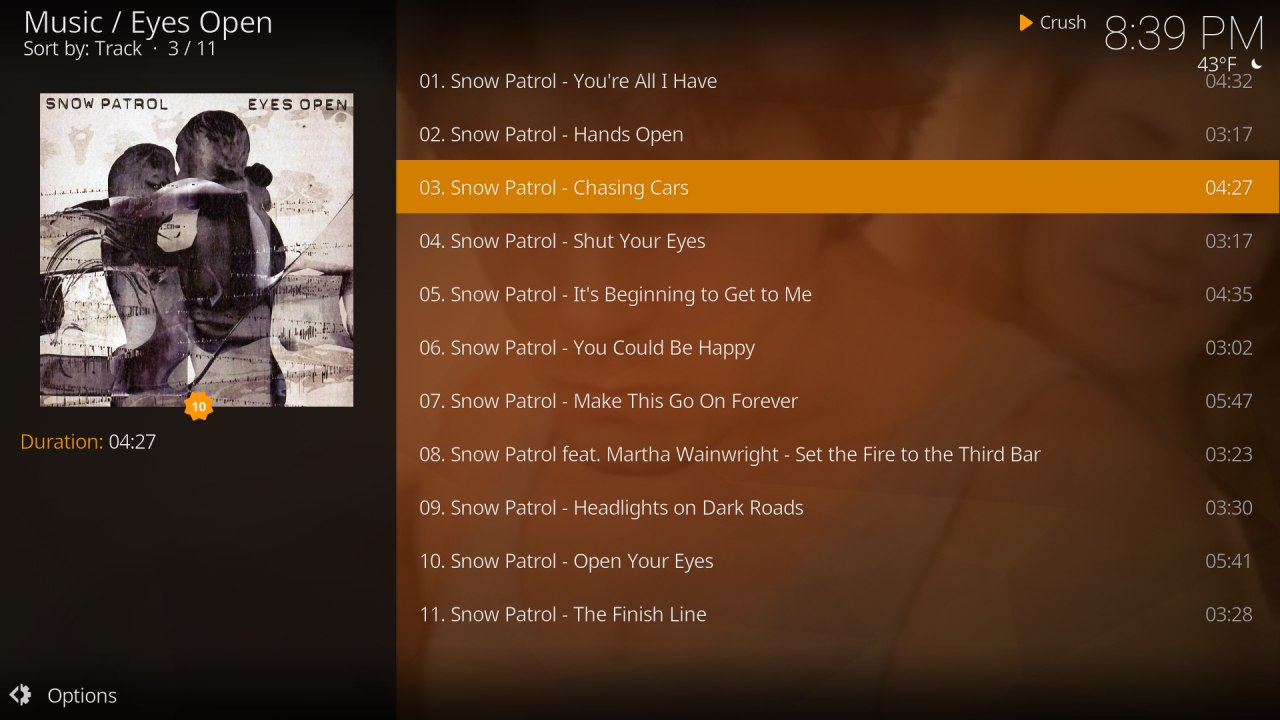 Music / Eyes Open
Sort by: Track · 3 / 11
Crush
8:39 PM
43°F
SNOW PATROL EYES OPEN
10
Duration: 04:27
01. Snow Patrol - You're All I Have 04:32
02. Snow Patrol - Hands Open 03:17
03. Snow Patrol - Chasing Cars 04:27
04. Snow Patrol - Shut Your Eyes 03:17
05. Snow Patrol - It's Beginning to Get to Me 04:35
06. Snow Patrol - You Could Be Happy 03:02
07. Snow Patrol - Make This Go On Forever 05:47
08. Snow Patrol feat. Martha Wainwright - Set the Fire to the Third Bar 03:23
09. Snow Patrol - Headlights on Dark Roads 03:30
10. Snow Patrol - Open Your Eyes 05:41
11. Snow Patrol - The Finish Line 03:28
Options